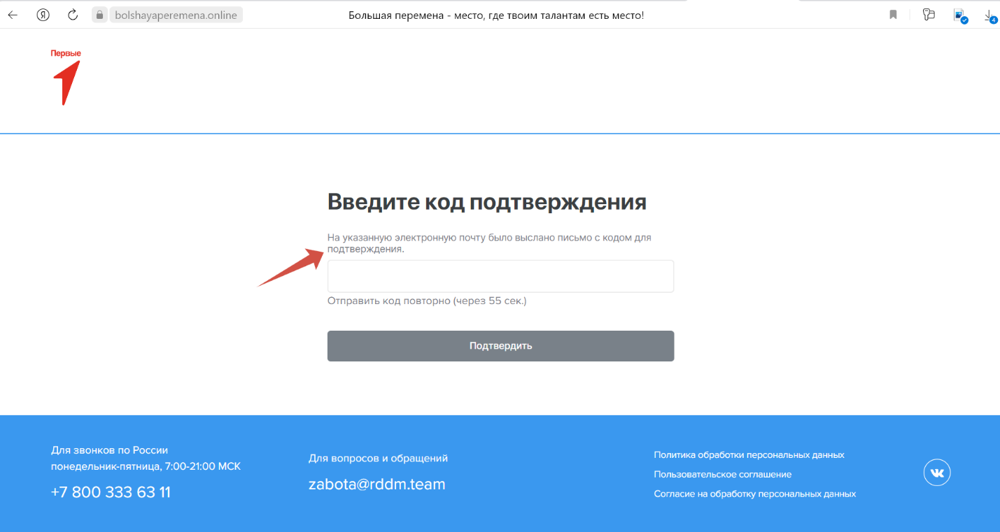 Я
bolshayaperemena.online
Большая перемена - место, где твоим талантам есть место!
4
Первые
Введите код подтверждения
На указанную электронную почту было выслано письмо с кодом для
подтверждения.
Отправить код повторно (через 55 сек.)
Подтвердить
Для звонков по России
понедельник-пятница, 7:00-21:00 МСК
+7 800 333 63 11
Для вопросов и обращений
zabota@rddm.team
Политика обработки персональных данных
Пользовательское соглашение
Согласие на обработку персональных данных